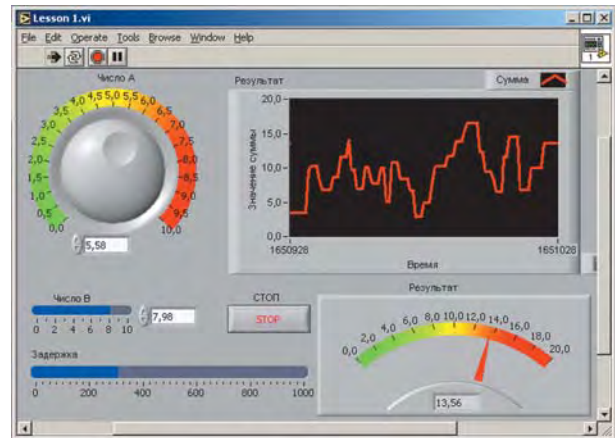 Lesson 1.vi
File Edit Operate Tools Browse Window Help
1
Число A
0,0 0,5 1,0 1,5 2,0 2,5 3,0 3,5 4,0 4,5 5,0 5,5 6,0 6,5 7,0 7,5 8,0 8,5 9,0 9,5 10,0
5,58
Результат
Сумма
Значение суммы
20,0
15,0
10,0
5,0
0,0
1650928 1651028
Время
Число B
0 2 4 6 8 10
7,98
СТОП
STOP
Задержка
0 200 400 600 800 1000
Результат
0,0 2,0 4,0 6,0 8,0 10,0 12,0 14,0 16,0 18,0 20,0
13,56